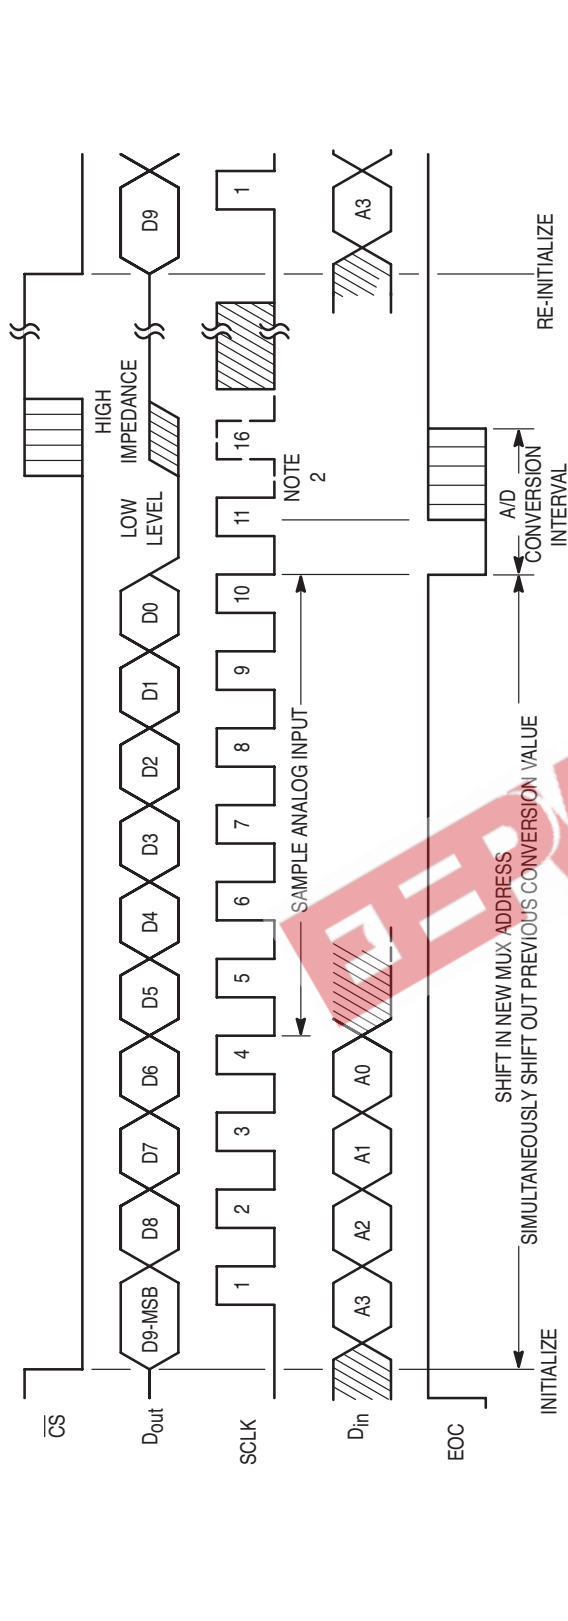 CS
Dout
D9-MSB
D8
D7
D6
D5
D4
D3
D2
D1
D0
LOW
LEVEL
HIGH
IMPEDANCE
D9
SCLK
1
2
3
4
5
6
7
8
9
10
11
16
1
NOTE
2
SAMPLE ANALOG INPUT
Din
A3
A2
A1
A0
A3
EOC
SHIFT IN NEW MUX ADDRESS
SIMULTANEOUSLY SHIFT OUT PREVIOUS CONVERSION VALUE
A/D
CONVERSION
INTERVAL
INITIALIZE
RE-INITIALIZE